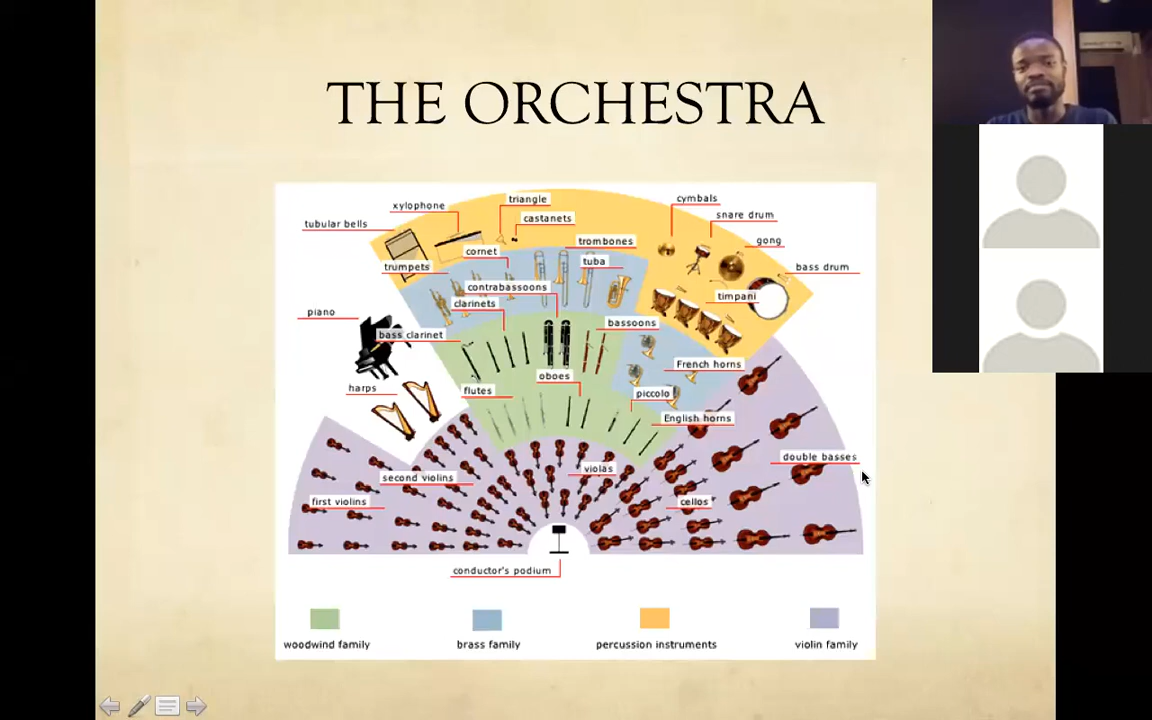 THE ORCHESTRA
triangle
cymbals
xylophone
castanets
snare drum
tubular bells
trombones
gong
cornet
tuba
trumpets
bass drum
contrabassoons
timpani
clarinets
piano
bassoons
bass clarinet
French horns
oboes
harps
flutes
piccolo
English horns
double basses
violas
second violins
first violins
cellos
conductor's podium
woodwind family
brass family
percussion instruments
violin family